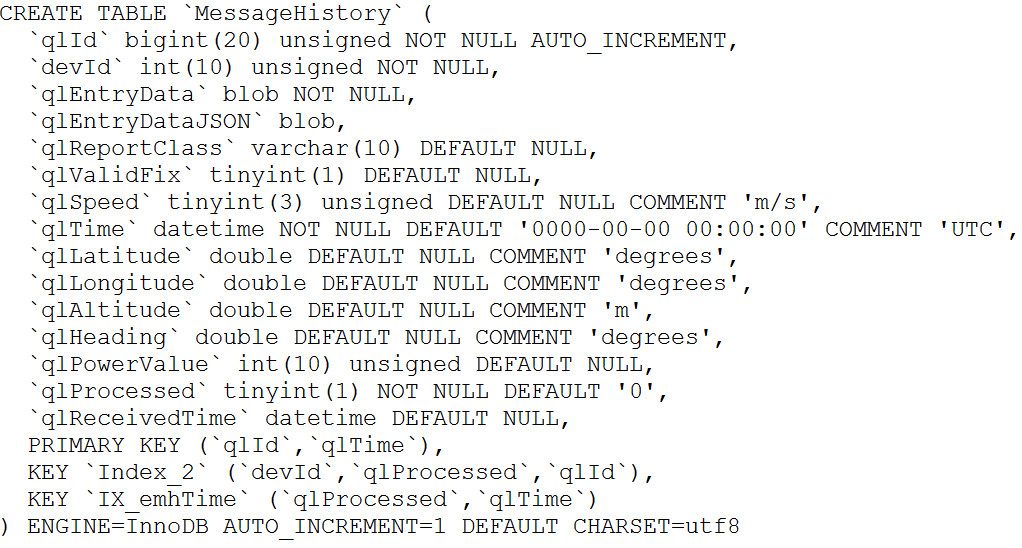 CREATE TABLE `MessageHistory` (
  `qlId` bigint(20) unsigned NOT NULL AUTO_INCREMENT,
  `devId` int(10) unsigned NOT NULL,
  `qlEntryData` blob NOT NULL,
  `qlEntryDataJSON` blob,
  `qlReportClass` varchar(10) DEFAULT NULL,
  `qlValidFix` tinyint(1) DEFAULT NULL,
  `qlSpeed` tinyint(3) unsigned DEFAULT NULL COMMENT 'm/s',
  `qlTime` datetime NOT NULL DEFAULT '0000-00-00 00:00:00' COMMENT 'UTC',
  `qlLatitude` double DEFAULT NULL COMMENT 'degrees',
  `qlLongitude` double DEFAULT NULL COMMENT 'degrees',
  `qlAltitude` double DEFAULT NULL COMMENT 'm',
  `qlHeading` double DEFAULT NULL COMMENT 'degrees',
  `qlPowerValue` int(10) unsigned DEFAULT NULL,
  `qlProcessed` tinyint(1) NOT NULL DEFAULT '0',
  `qlReceivedTime` datetime DEFAULT NULL,
  PRIMARY KEY (`qlId`,`qlTime`),
  KEY `Index_2` (`devId`,`qlProcessed`,`qlId`),
  KEY `IX_emhTime` (`qlProcessed`,`qlTime`)
) ENGINE=InnoDB AUTO_INCREMENT=1 DEFAULT CHARSET=utf8